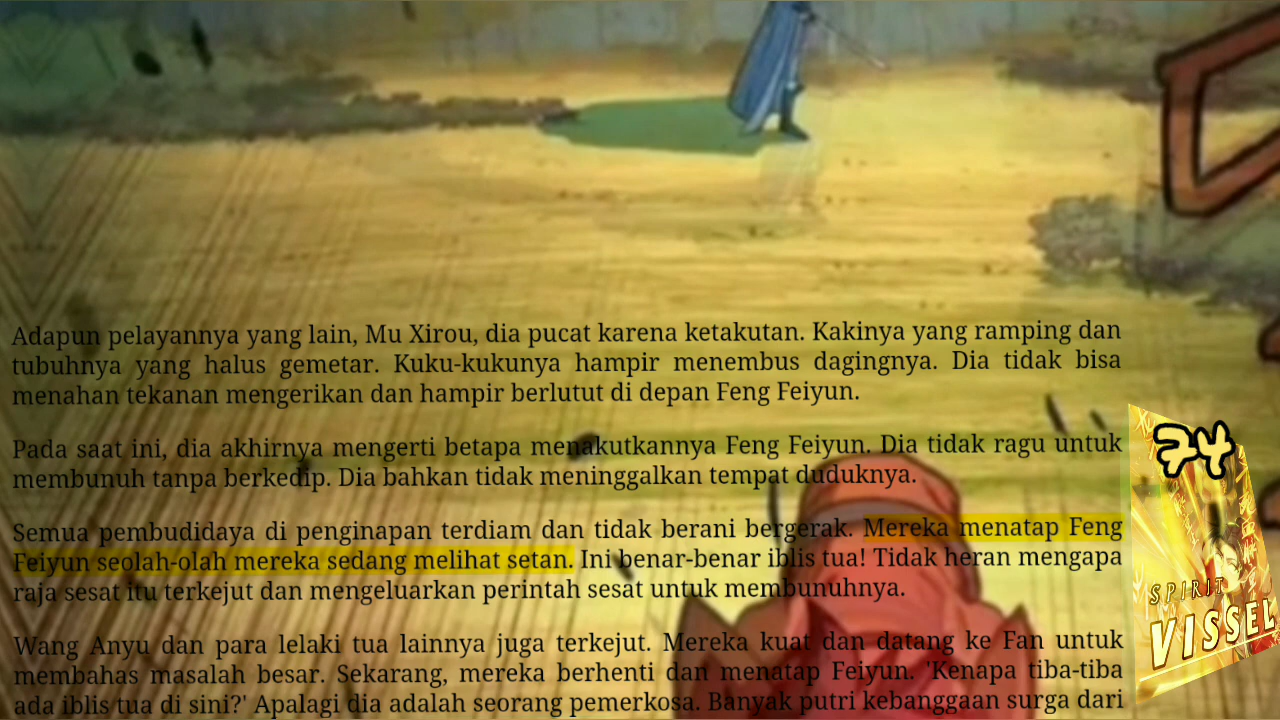 Adapun pelayannya yang lain, Mu Xirou, dia pucat karena ketakutan. Kakinya yang ramping dan
tubuhnya yang halus gemetar. Kuku-kukunya hampir menembus dagingnya. Dia tidak bisa
menahan tekanan mengerikan dan hampir berlutut di depan Feng Feiyun.
Pada saat ini, dia akhirnya mengerti betapa menakutkannya Feng Feiyun. Dia tidak ragu untuk
membunuh tanpa berkedip. Dia bahkan tidak meninggalkan tempat duduknya.
Semua pembudidaya di penginapan terdiam dan tidak berani bergerak. Mereka menatap Feng
Feiyun seolah-olah mereka sedang melihat setan. Ini benar-benar iblis tua! Tidak heran mengapa
raja sesat itu terkejut dan mengeluarkan perintah sesat untuk membunuhnya.
Wang Anyu dan para lelaki tua lainnya juga terkejut. Mereka kuat dan datang ke Fan untuk
membahas masalah besar. Sekarang, mereka berhenti dan menatap Feiyun. 'Kenapa tiba-tiba
ada iblis tua di sini?' Apalagi dia adalah seorang pemerkosa. Banyak putri kebanggaan surga dari
74
SPIRIT
VISSEL